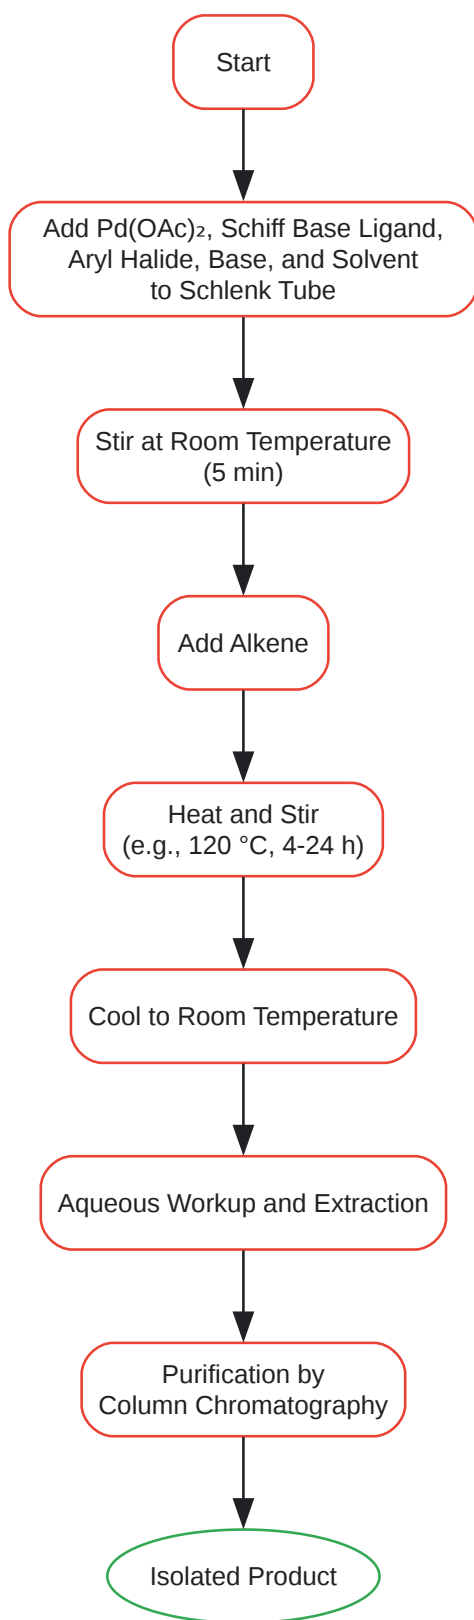 Start
Add Pd(OAc)₂, Schiff Base Ligand,
Aryl Halide, Base, and Solvent
to Schlenk Tube
Stir at Room Temperature
(5 min)
Add Alkene
Heat and Stir
(e.g., 120 °C, 4-24 h)
Cool to Room Temperature
Aqueous Workup and Extraction
Purification by
Column Chromatography
Isolated Product